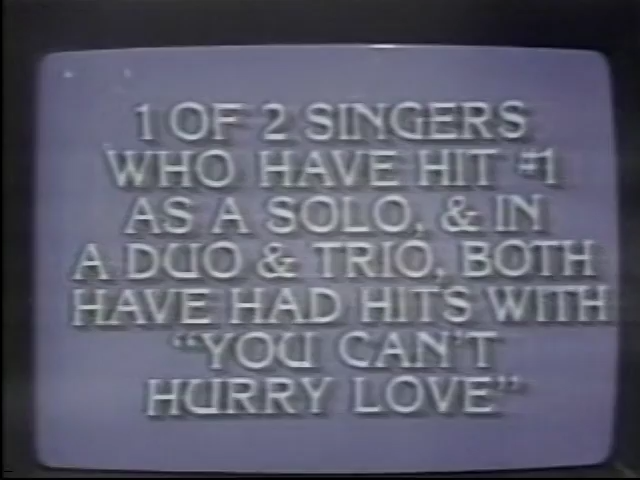 1 OF 2 SINGERS
WHO HAVE HIT #1
AS A SOLO, & IN
A DUO & TRIO, BOTH
HAVE HAD HITS WITH
"YOU CAN'T
HURRY LOVE"